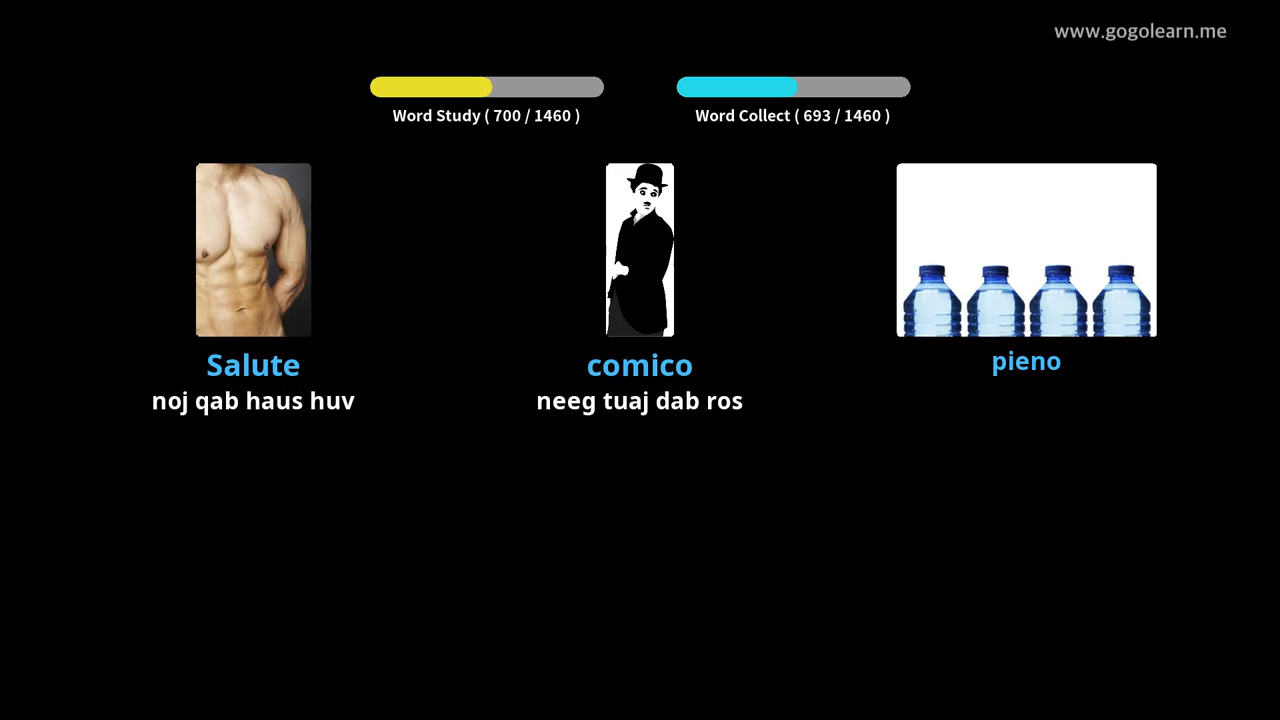 www.gogolearn.me
Word Study ( 700 / 1460 )
Word Collect ( 693 / 1460 )
Salute
noj qab haus huv
comico
neeg tuaj dab ros
pieno